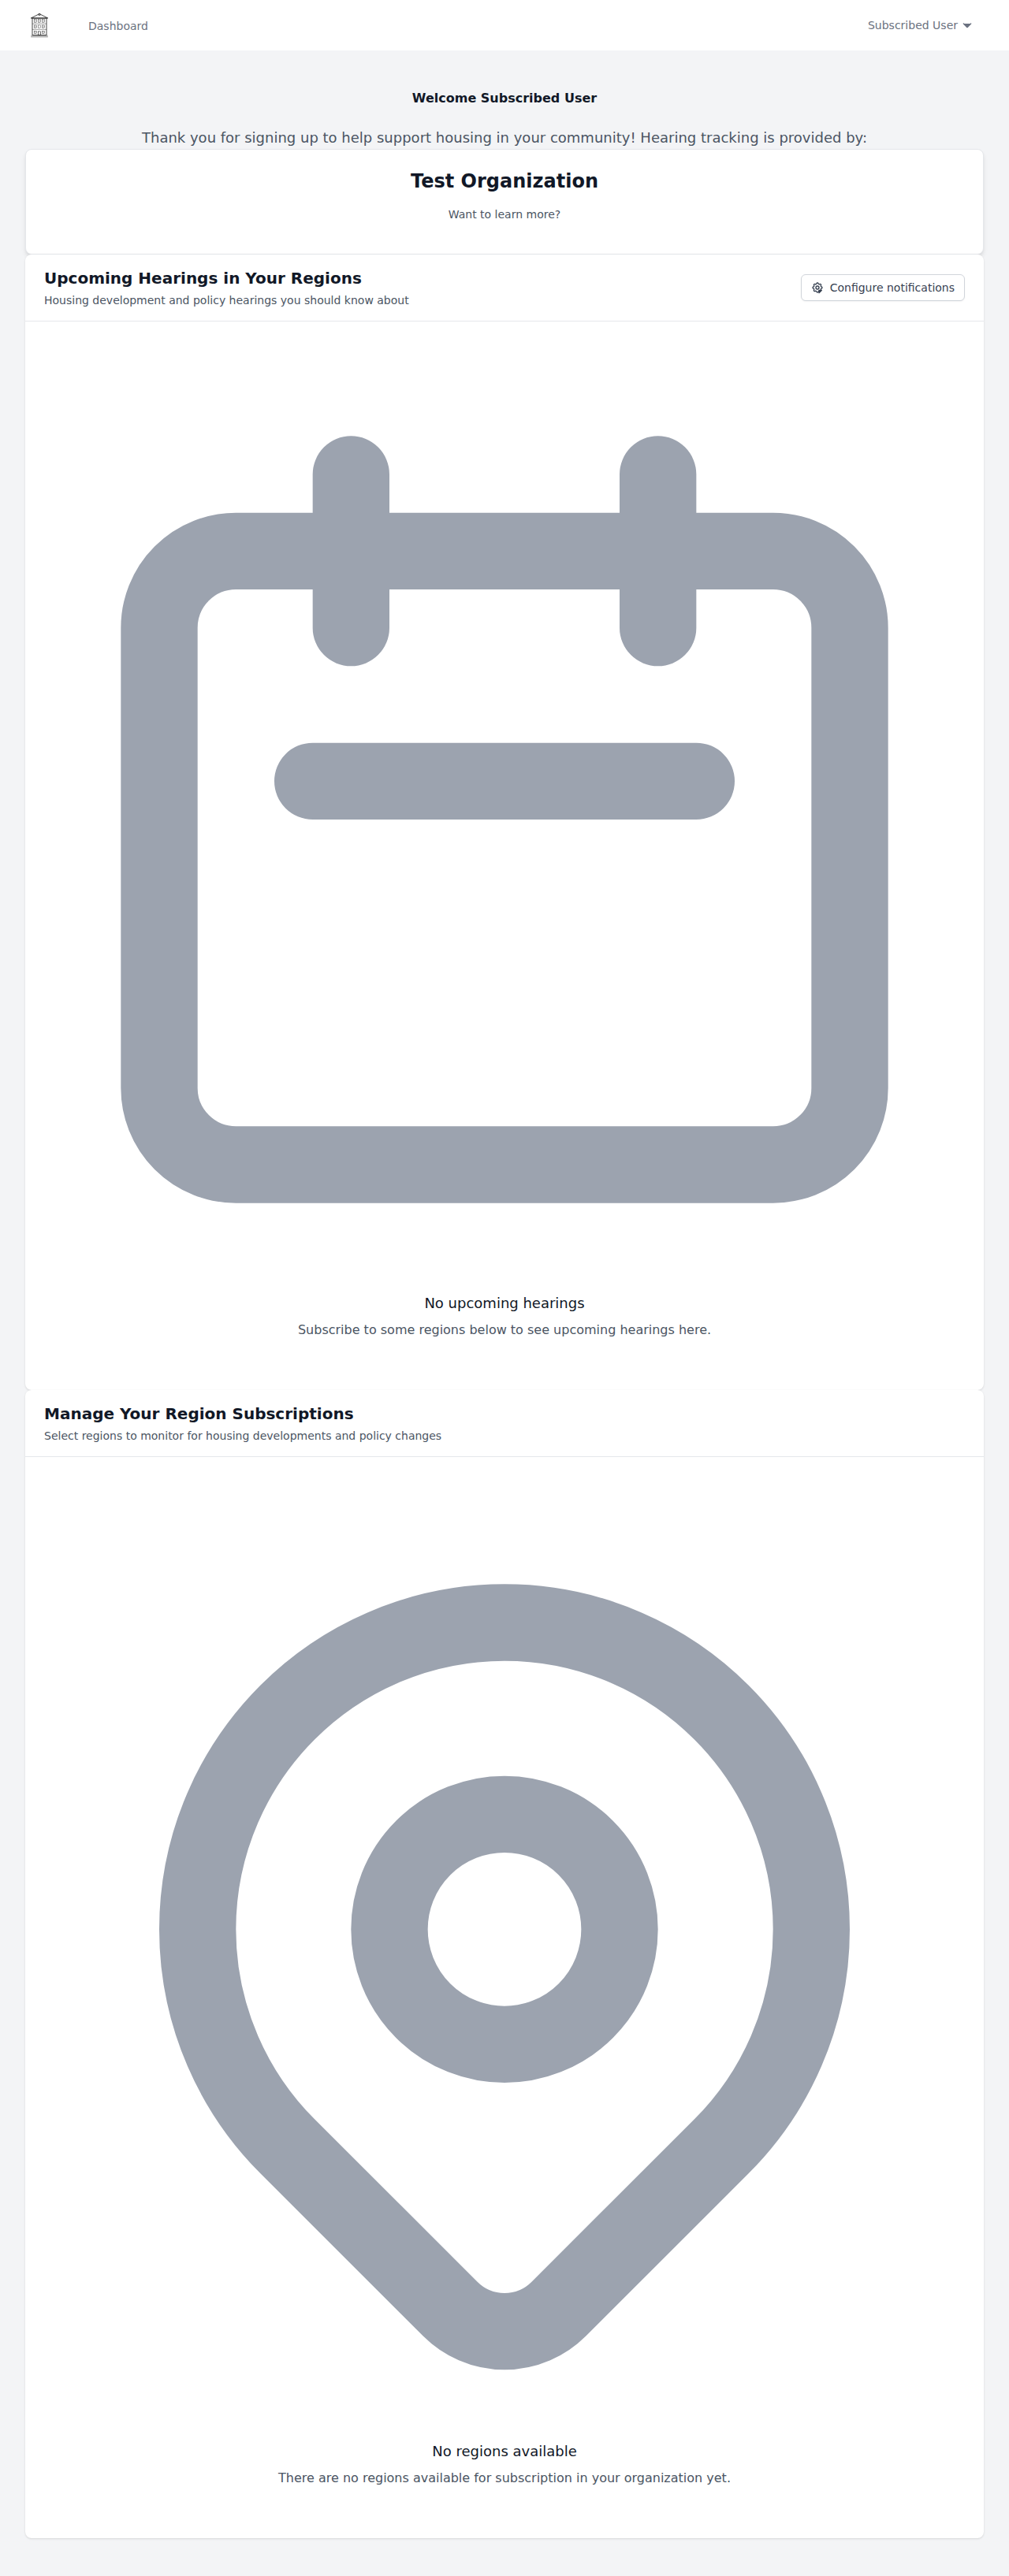 Dashboard
Subscribed User
Welcome Subscribed User
Thank you for signing up to help support housing in your community! Hearing tracking is provided by:
Test Organization
Want to learn more?
Upcoming Hearings in Your Regions
Housing development and policy hearings you should know about
Configure notifications
No upcoming hearings
Subscribe to some regions below to see upcoming hearings here.
Manage Your Region Subscriptions
Select regions to monitor for housing developments and policy changes
No regions available
There are no regions available for subscription in your organization yet.